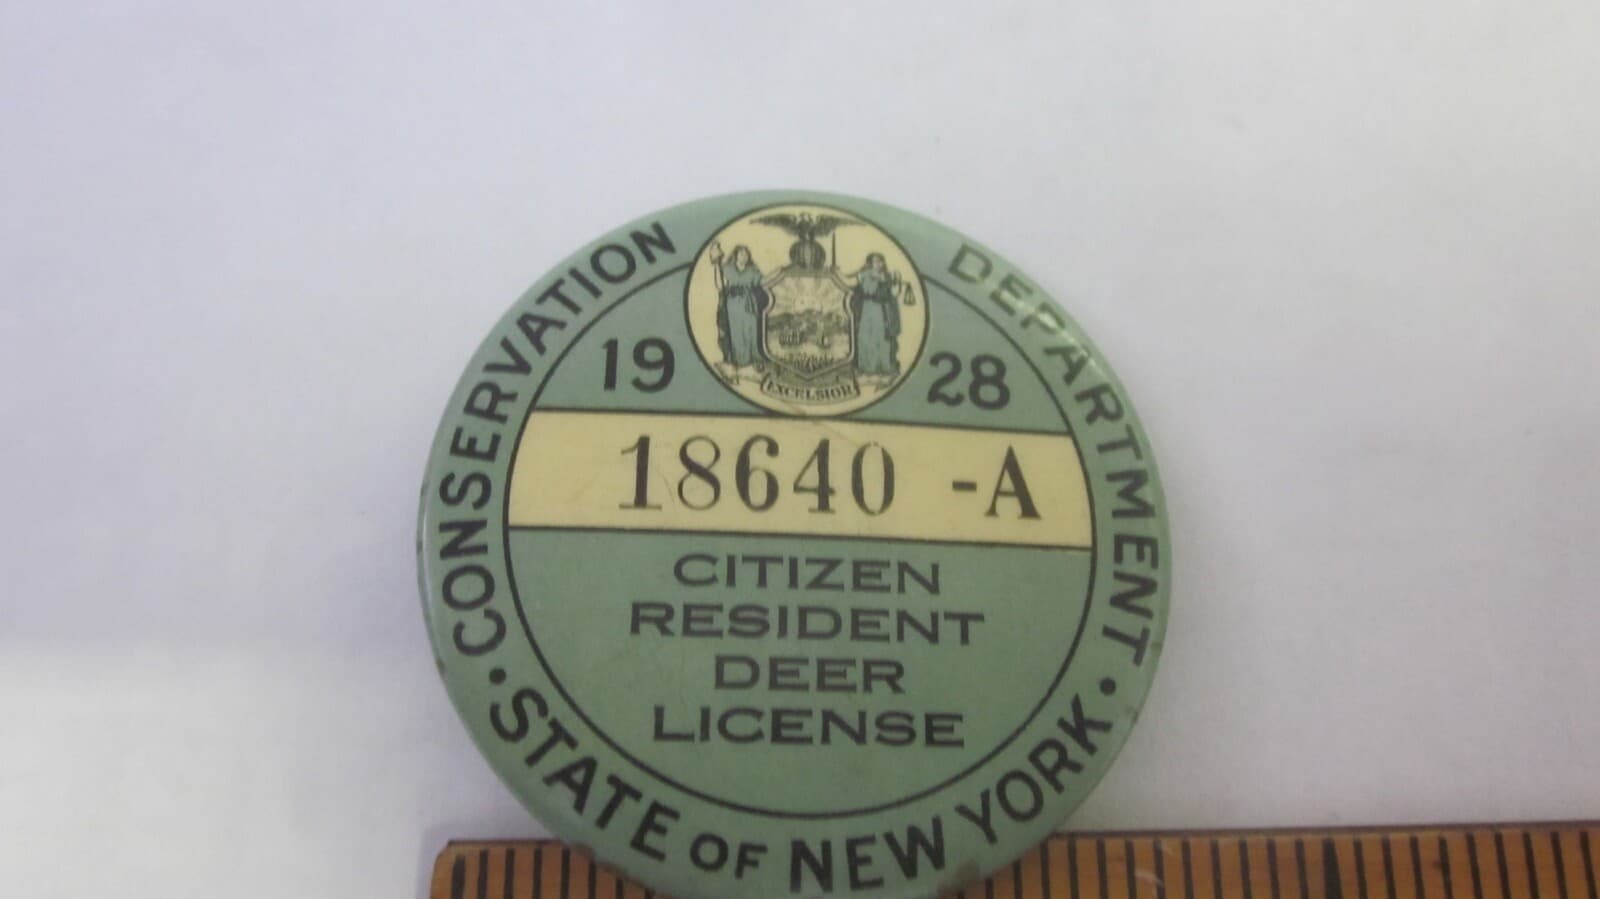 CONSERVATION DEPARTMENT
EXCELSIOR
19 28
18640 -A
CITIZEN
RESIDENT
DEER
LICENSE
• STATE OF NEW YORK •